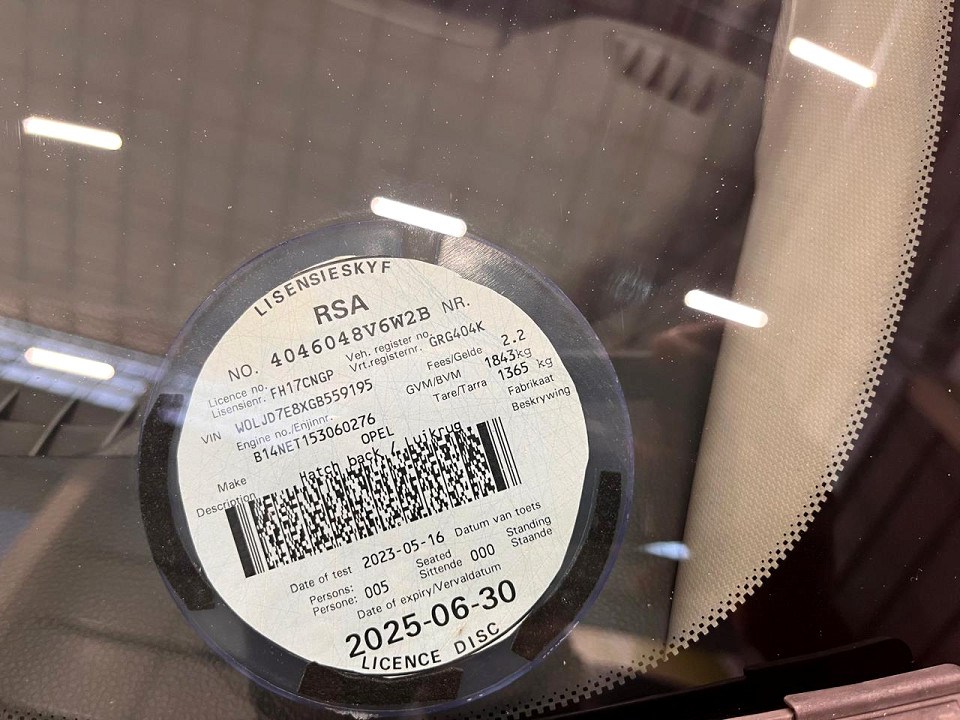 LISENSIESKYF
RSA
NO. 4046048V6W2B NR.
Licence no. Lisensienr. FH17CNGP Veh. register no. Vrt.registernr. GRG404K
VIN W0LJD7E8XGB559195 Fees/Gelde 2.2
Engine no./Enjinnr. B14NET153060276 GVM/BVM 1843kg
Tare/Tarra 1365 kg
Make OPEL Fabrikaat
Description Hatch back / Luikrug Beskrywing
Date of test 2023-05-16 Datum van toets
Persons: Persone: 005 Seated Sittende 000 Standing Staande
Date of expiry/Vervaldatum
2025-06-30
LICENCE DISC